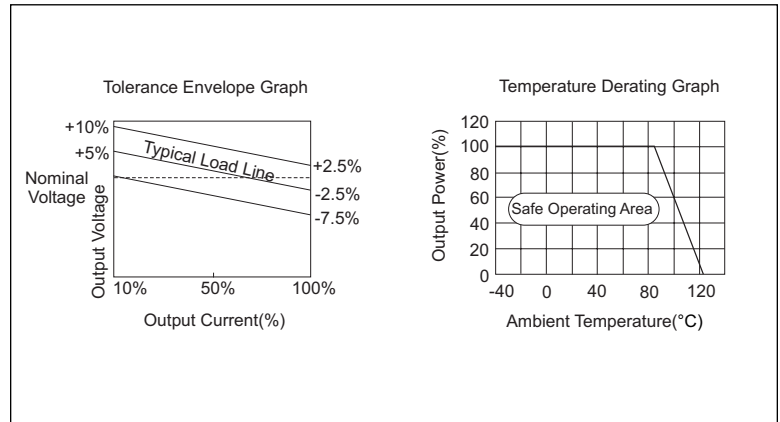 Tolerance Envelope Graph
+10%
+5%
Nominal
Voltage
Output Voltage
Typical Load Line
+2.5%
-2.5%
-7.5%
10%
50%
100%
Output Current(%)
Temperature Derating Graph
Output Power(%)
120
100
80
60
40
20
0
Safe Operating Area
-40
0
40
80
120
Ambient Temperature(°C)